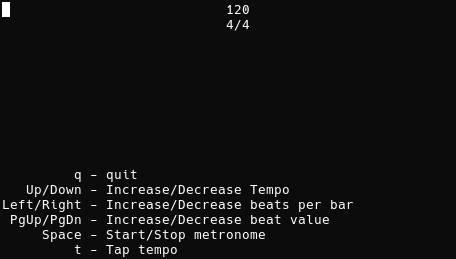 120
4/4
q - quit
Up/Down - Increase/Decrease Tempo
Left/Right - Increase/Decrease beats per bar
PgUp/PgDn - Increase/Decrease beat value
Space - Start/Stop metronome
t - Tap tempo